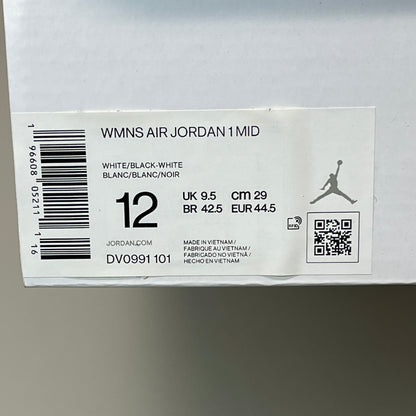 WMNS AIR JORDAN 1 MID
WHITE/BLACK-WHITE
BLANC/BLANC/NOIR
12
UK 9.5 cm 29
BR 42.5 EUR 44.5
JORDAN.COM
DV0991 101
MADE IN VIETNAM /
FABRIQUE AU VIETNAM /
FABRICADO NO VIETNÃ /
HECHO EN VIETNAM
RFID
1 96608 05211 1 16